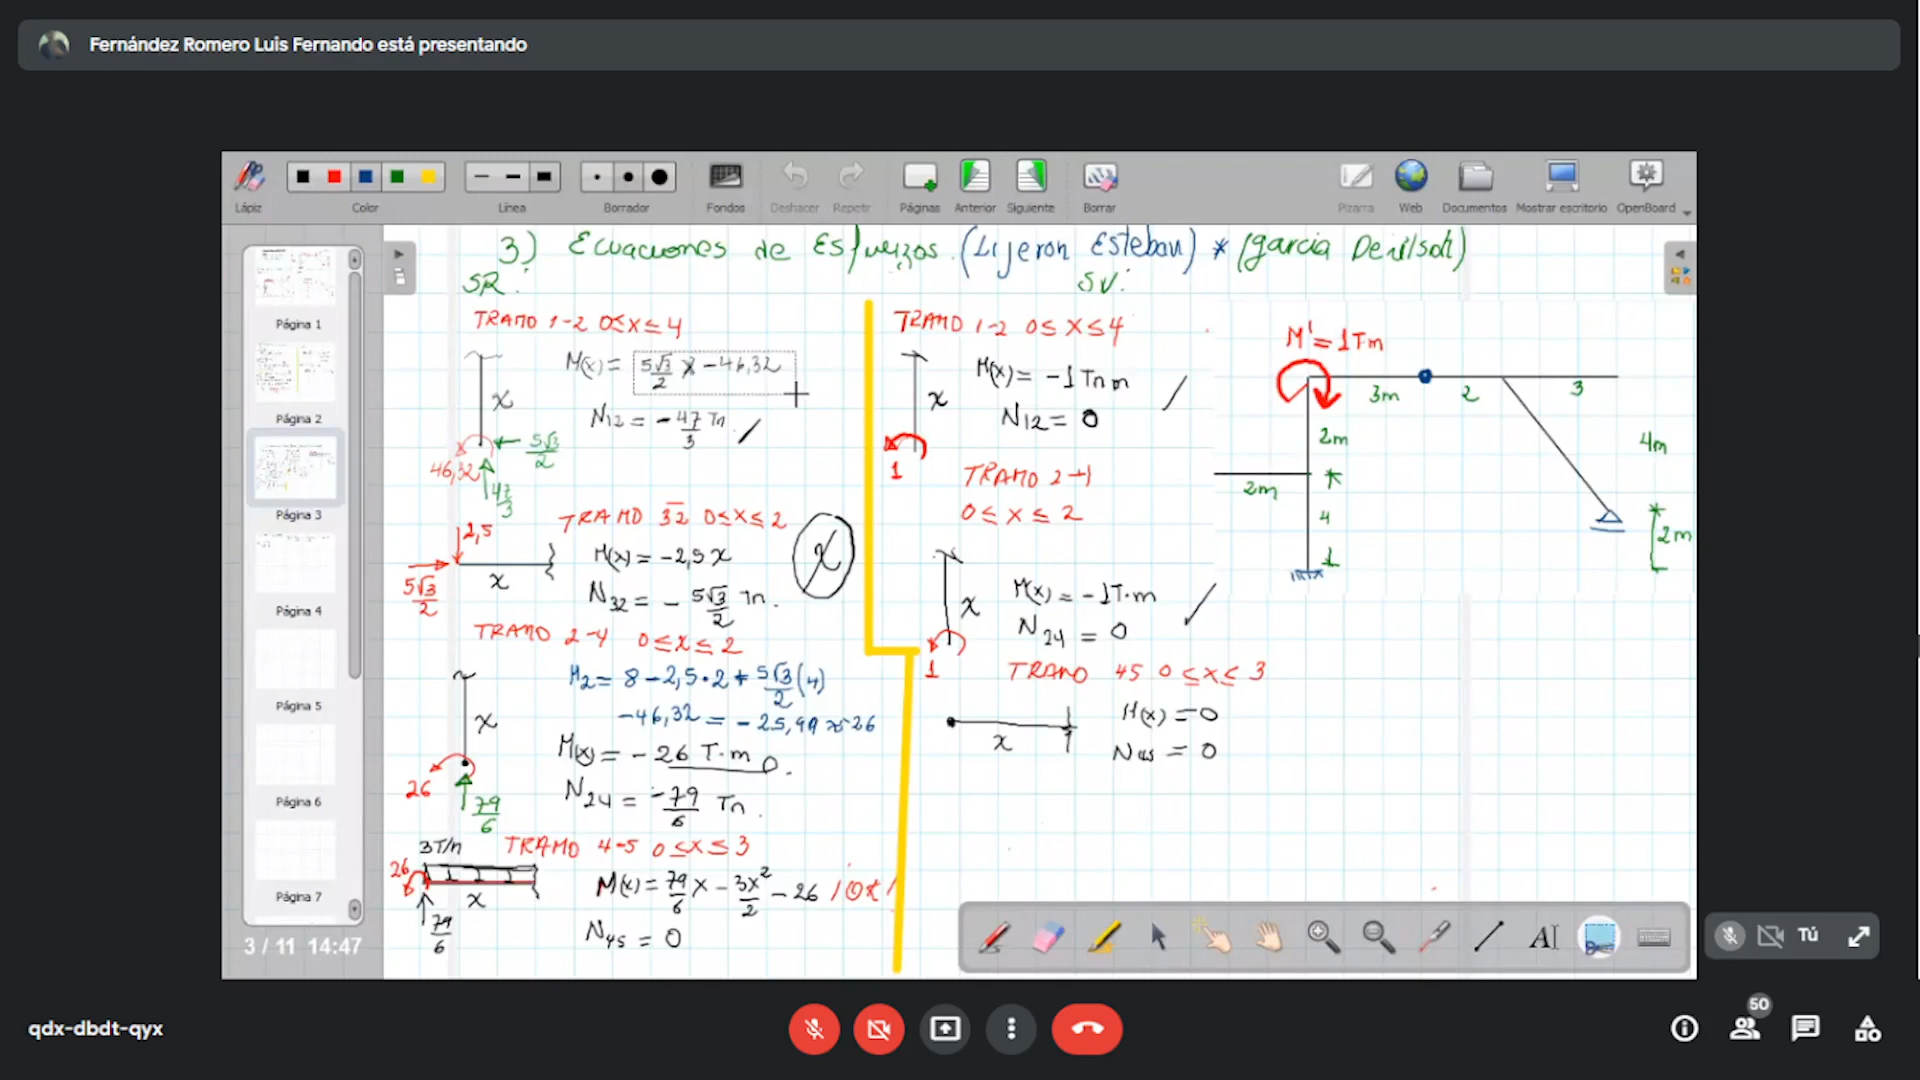 Fernández Romero Luis Fernando está presentando
Lápiz
Color
Línea
Borrador
Fondos
Deshacer
Repetir
Páginas
Anterior
Siguiente
Borrar
Pizarra
Web
Documentos
Mostrar escritorio
OpenBoard
Página 1
Página 2
Página 3
Página 4
Página 5
Página 6
Página 7
3 / 11 14:47
3) Ecuaciones de Esfuerzos. (Lijeron Esteban) *
SR:
TRAMO 1-2 0≤x≤4
M(x) = 5√3/2 x - 46,32
N12 = - 47/3 Tn
x
5√3/2
46,32
47/3
TRAMO 32 0≤x≤2
2,5
M(x) = -2,5x
x
5√3/2
N32 = - 5√3/2 Tn.
x
TRAMO 2-4 0≤x≤2
M2 = 8 - 2,5·2 + 5√3/2 (4)
-46,32 = -25,99 ≈ 26
x
M(x) = - 26 T·m
26
N24 = -79/6 Tn.
79/6
3T/m
TRAMO 4-5 0≤x≤3
26
M(x) = 79/6 x - 3x²/2 - 26
x
79/6
N45 = 0
SV:
TRAMO 1-2 0≤x≤4
M(x) = -1 Tn m
x
N12 = 0
1
TRAMO 2-4
0≤x≤2
M(x) = -1T·m
x
N24 = 0
1
TRAMO 45 0≤x≤3
M(x) = 0
x
N45 = 0
M' = 1Tm
3m
2
3
2m
4m
2m
4
2m
Tú
qdx-dbdt-qyx
50